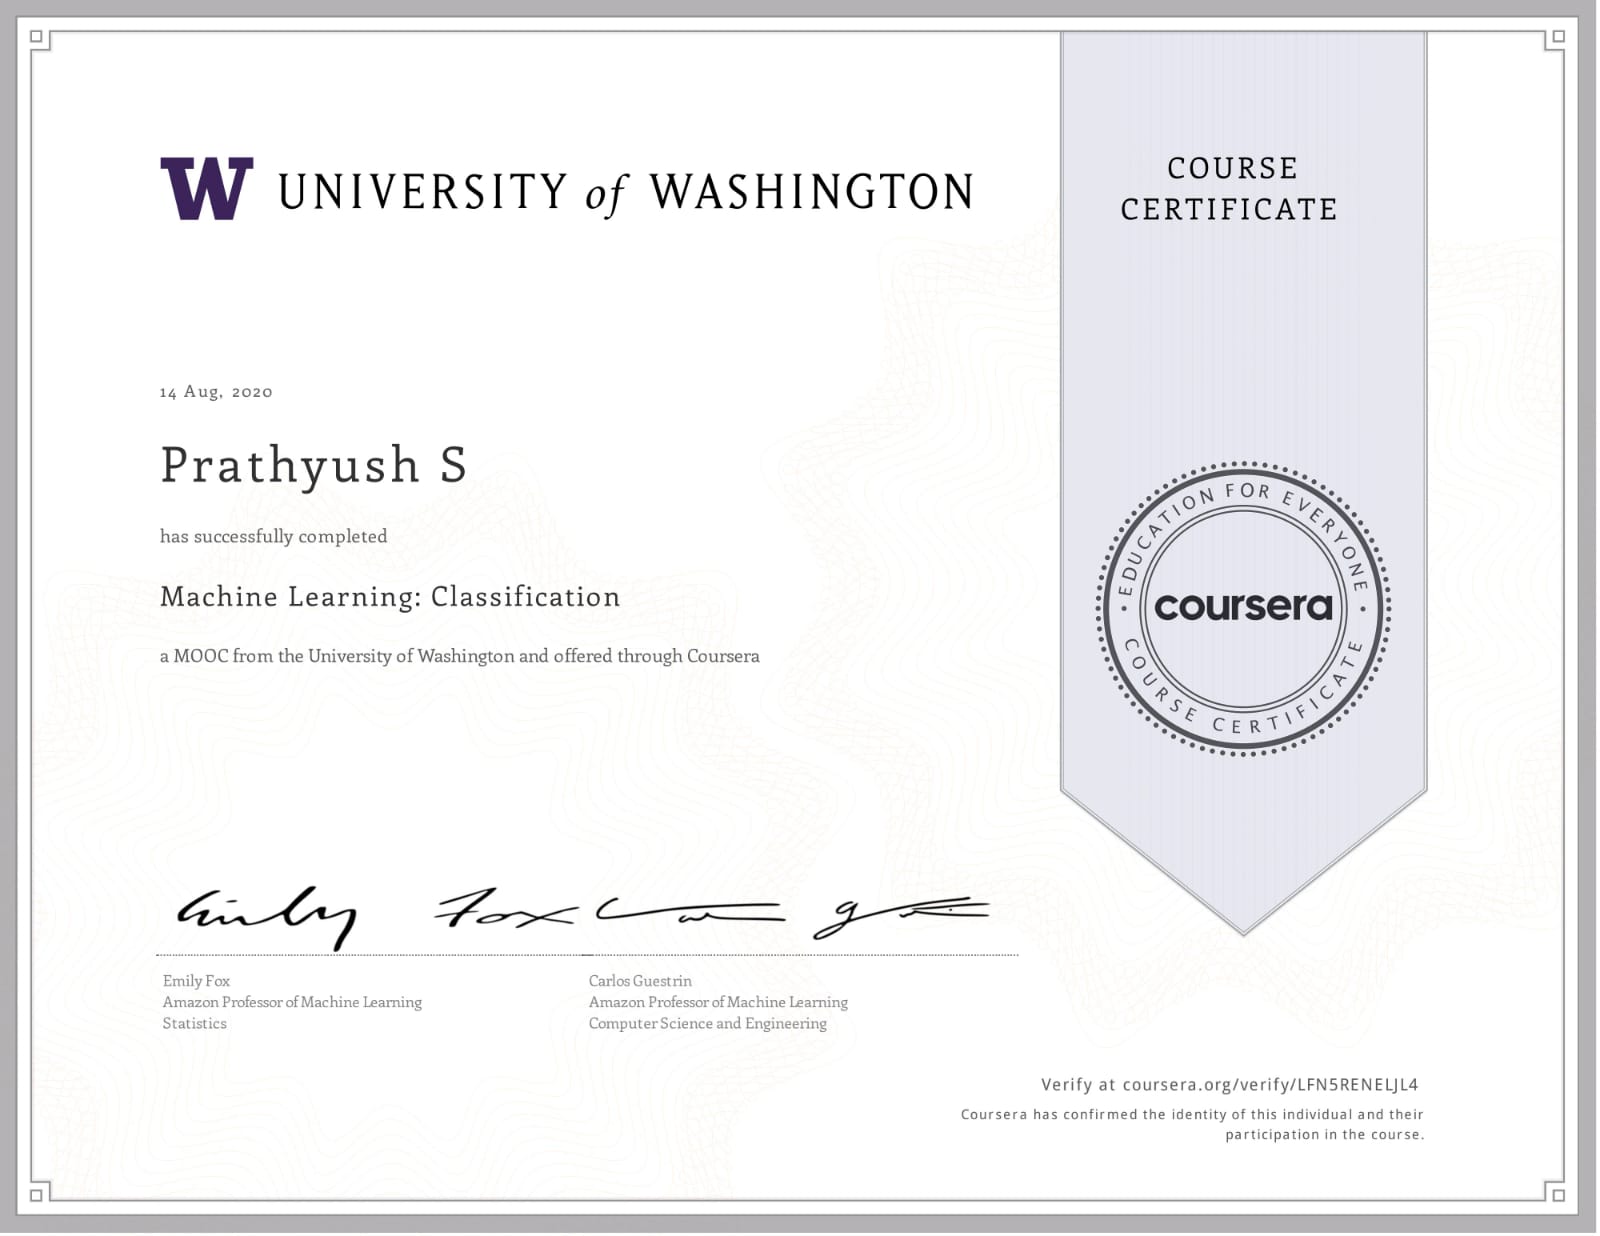 W UNIVERSITY of WASHINGTON
COURSE
CERTIFICATE
14 Aug, 2020
Prathyush S
has successfully completed
Machine Learning: Classification
a MOOC from the University of Washington and offered through Coursera
EDUCATION FOR EVERYONE
coursera
COURSE CERTIFICATE
Emily Fox
Emily Fox
Amazon Professor of Machine Learning
Statistics
Carlos Guestrin
Amazon Professor of Machine Learning
Computer Science and Engineering
Verify at coursera.org/verify/LFN5RENELJL4
Coursera has confirmed the identity of this individual and their
participation in the course.